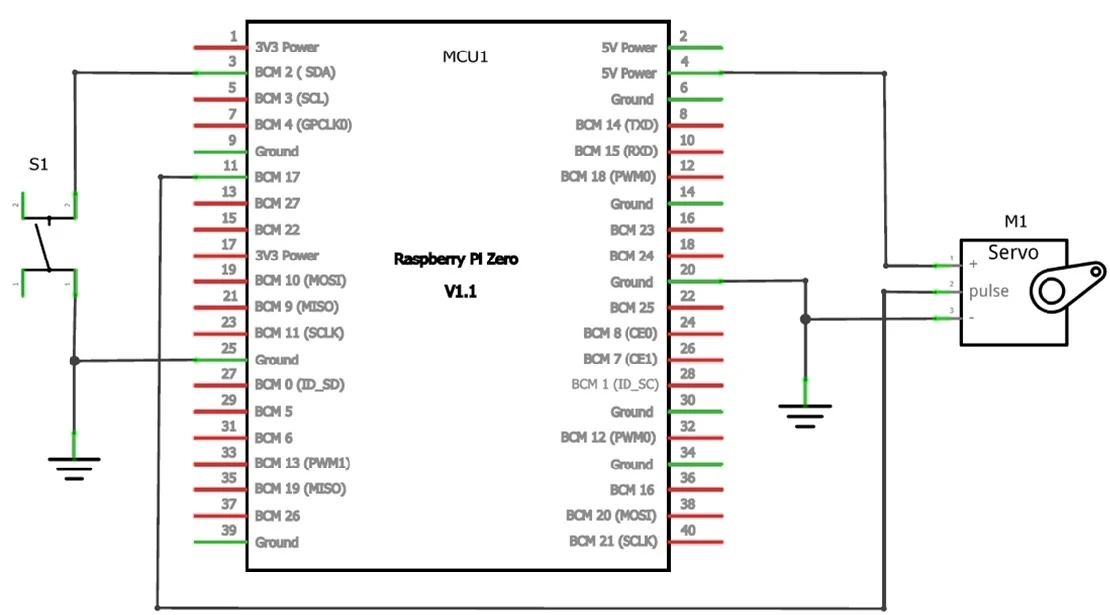 MCU1
1
3V3 Power
2
5V Power
3
BCM 2 ( SDA)
4
5V Power
5
BCM 3 (SCL)
6
Ground
7
BCM 4 (GPCLK0)
8
BCM 14 (TXD)
9
Ground
10
BCM 15 (RXD)
11
BCM 17
12
BCM 18 (PWM0)
13
BCM 27
14
Ground
15
BCM 22
16
BCM 23
17
3V3 Power
18
BCM 24
19
BCM 10 (MOSI)
20
Ground
21
BCM 9 (MISO)
22
BCM 25
23
BCM 11 (SCLK)
24
BCM 8 (CE0)
25
Ground
26
BCM 7 (CE1)
27
BCM 0 (ID_SD)
28
BCM 1 (ID_SC)
29
BCM 5
30
Ground
31
BCM 6
32
BCM 12 (PWM0)
33
BCM 13 (PWM1)
34
Ground
35
BCM 19 (MISO)
36
BCM 16
37
BCM 26
38
BCM 20 (MOSI)
39
Ground
40
BCM 21 (SCLK)
Raspberry Pi Zero
V1.1
S1
2
2
1
1
M1
Servo
1
+
2
pulse
3
-